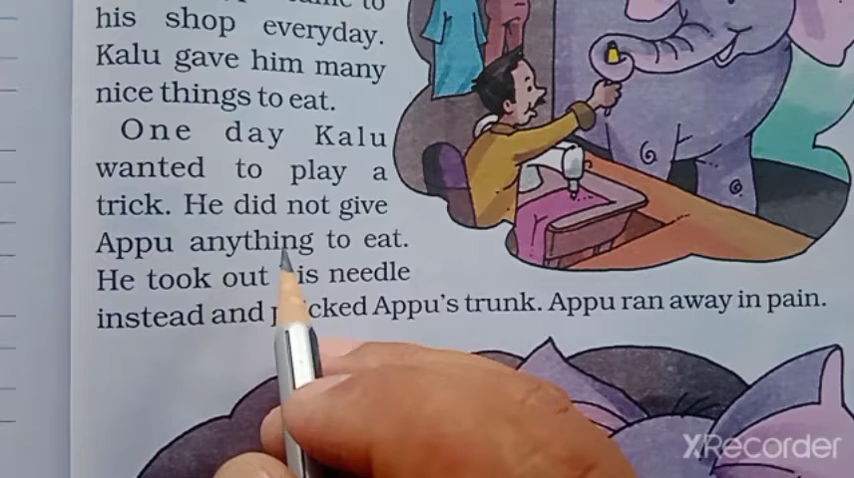 his shop everyday.
Kalu gave him many
nice things to eat.
One day Kalu
wanted to play a
trick. He did not give
Appu anything to eat.
He took out is needle
instead and Appu's trunk. Appu ran away in pain.
XRecorder